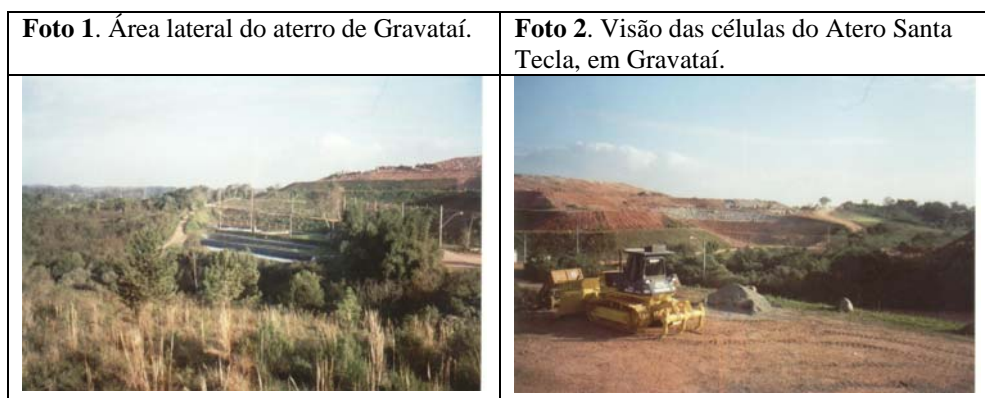 Foto 1. Área lateral do aterro de Gravataí.
Foto 2. Visão das células do Atero Santa
Tecla, em Gravataí.